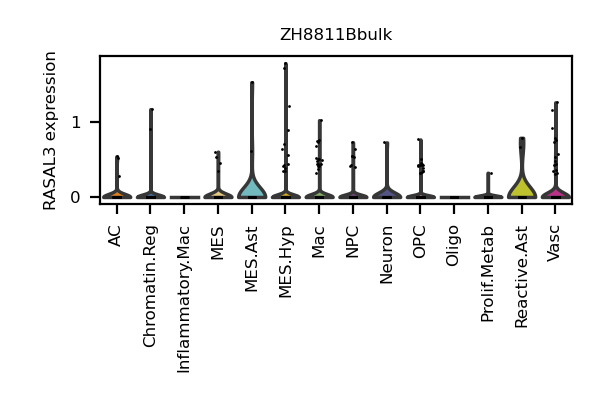 ZH8811Bbulk
RASAL3 expression
1
0
AC
Chromatin.Reg
Inflammatory.Mac
MES
MES.Ast
MES.Hyp
Mac
NPC
Neuron
OPC
Oligo
Prolif.Metab
Reactive.Ast
Vasc